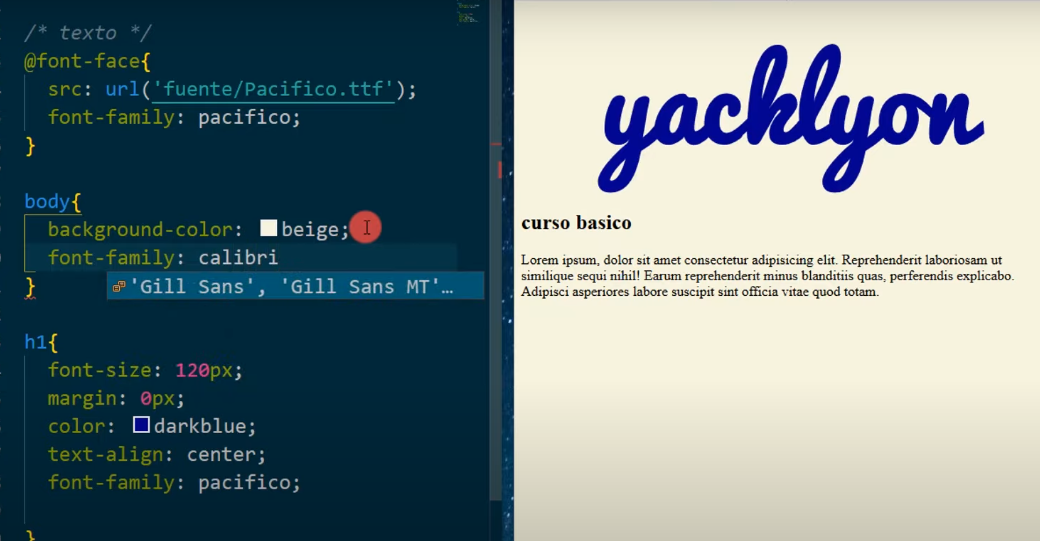 /* texto */
@font-face{
src: url('fuente/Pacifico.ttf');
font-family: pacifico;
}
body{
background-color: beige;
font-family: calibri
'Gill Sans', 'Gill Sans MT'…
}
h1{
font-size: 120px;
margin: 0px;
color: darkblue;
text-align: center;
font-family: pacifico;
}
yacklyon
curso basico
Lorem ipsum, dolor sit amet consectetur adipisicing elit. Reprehenderit laboriosam ut
similique sequi nihil! Earum reprehenderit minus blanditiis quas, perferendis explicabo.
Adipisci asperiores labore suscipit sint officia vitae quod totam.